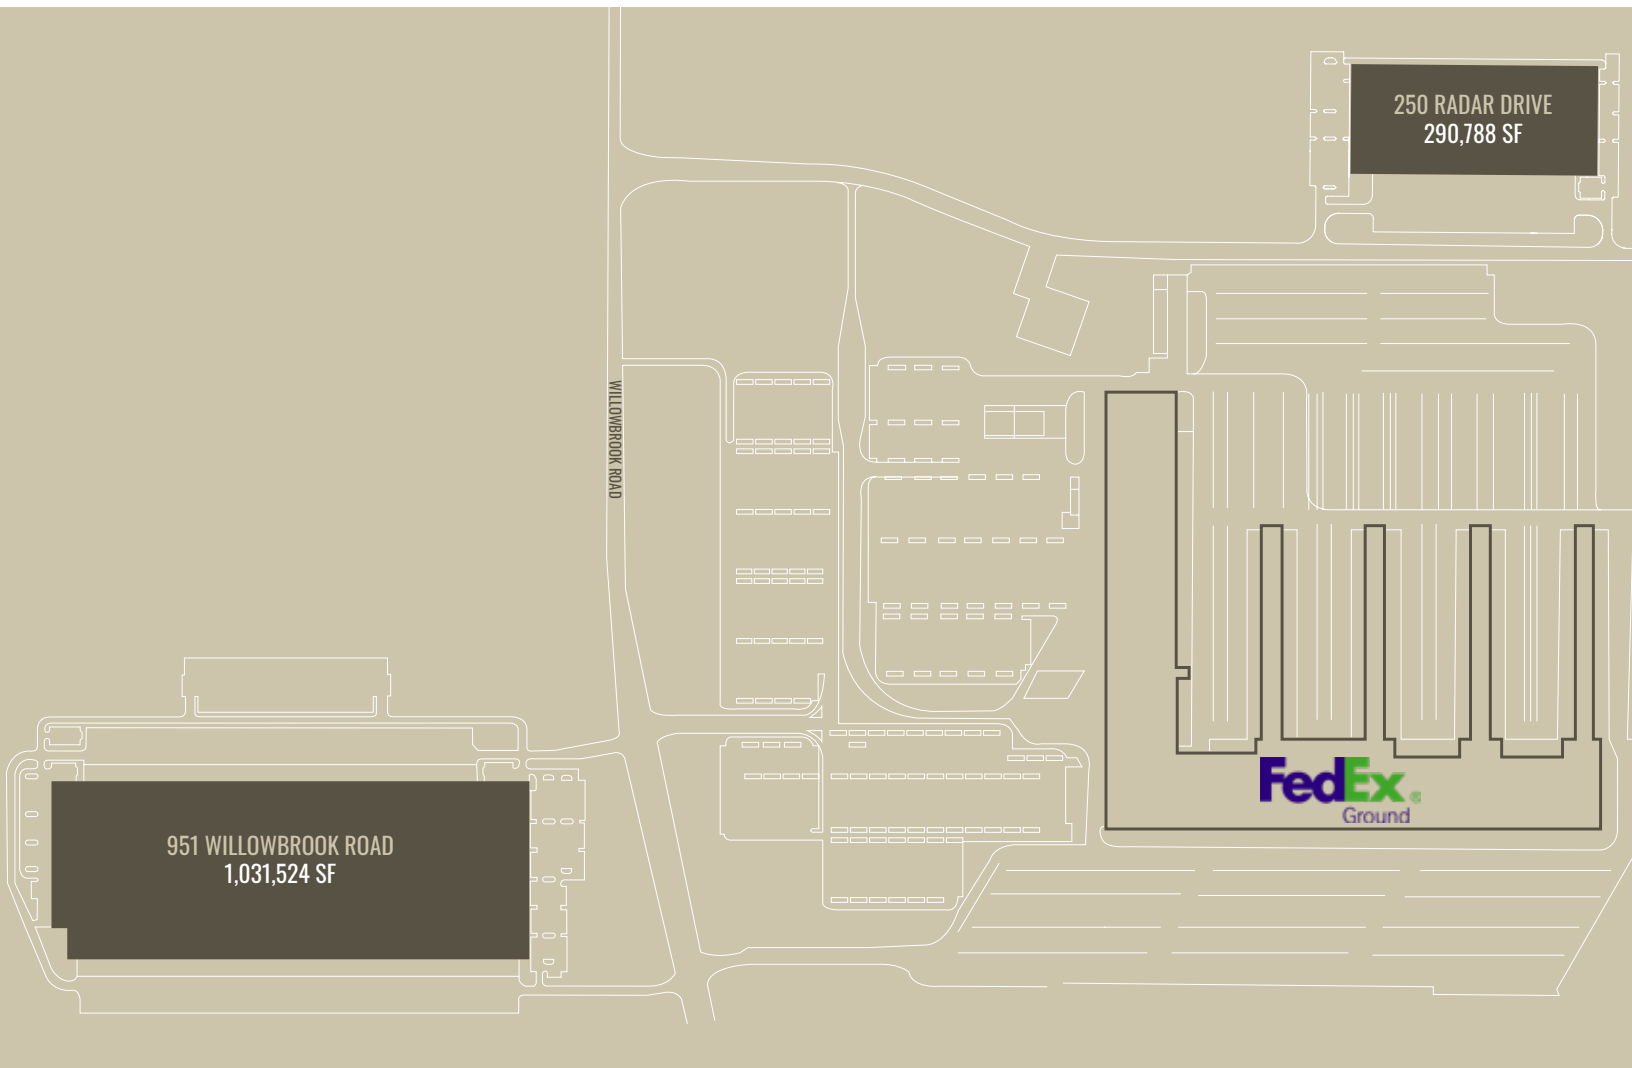 250 RADAR DRIVE
290,788 SF
WILLOWBROOK ROAD
FedEx®
Ground
951 WILLOWBROOK ROAD
1,031,524 SF